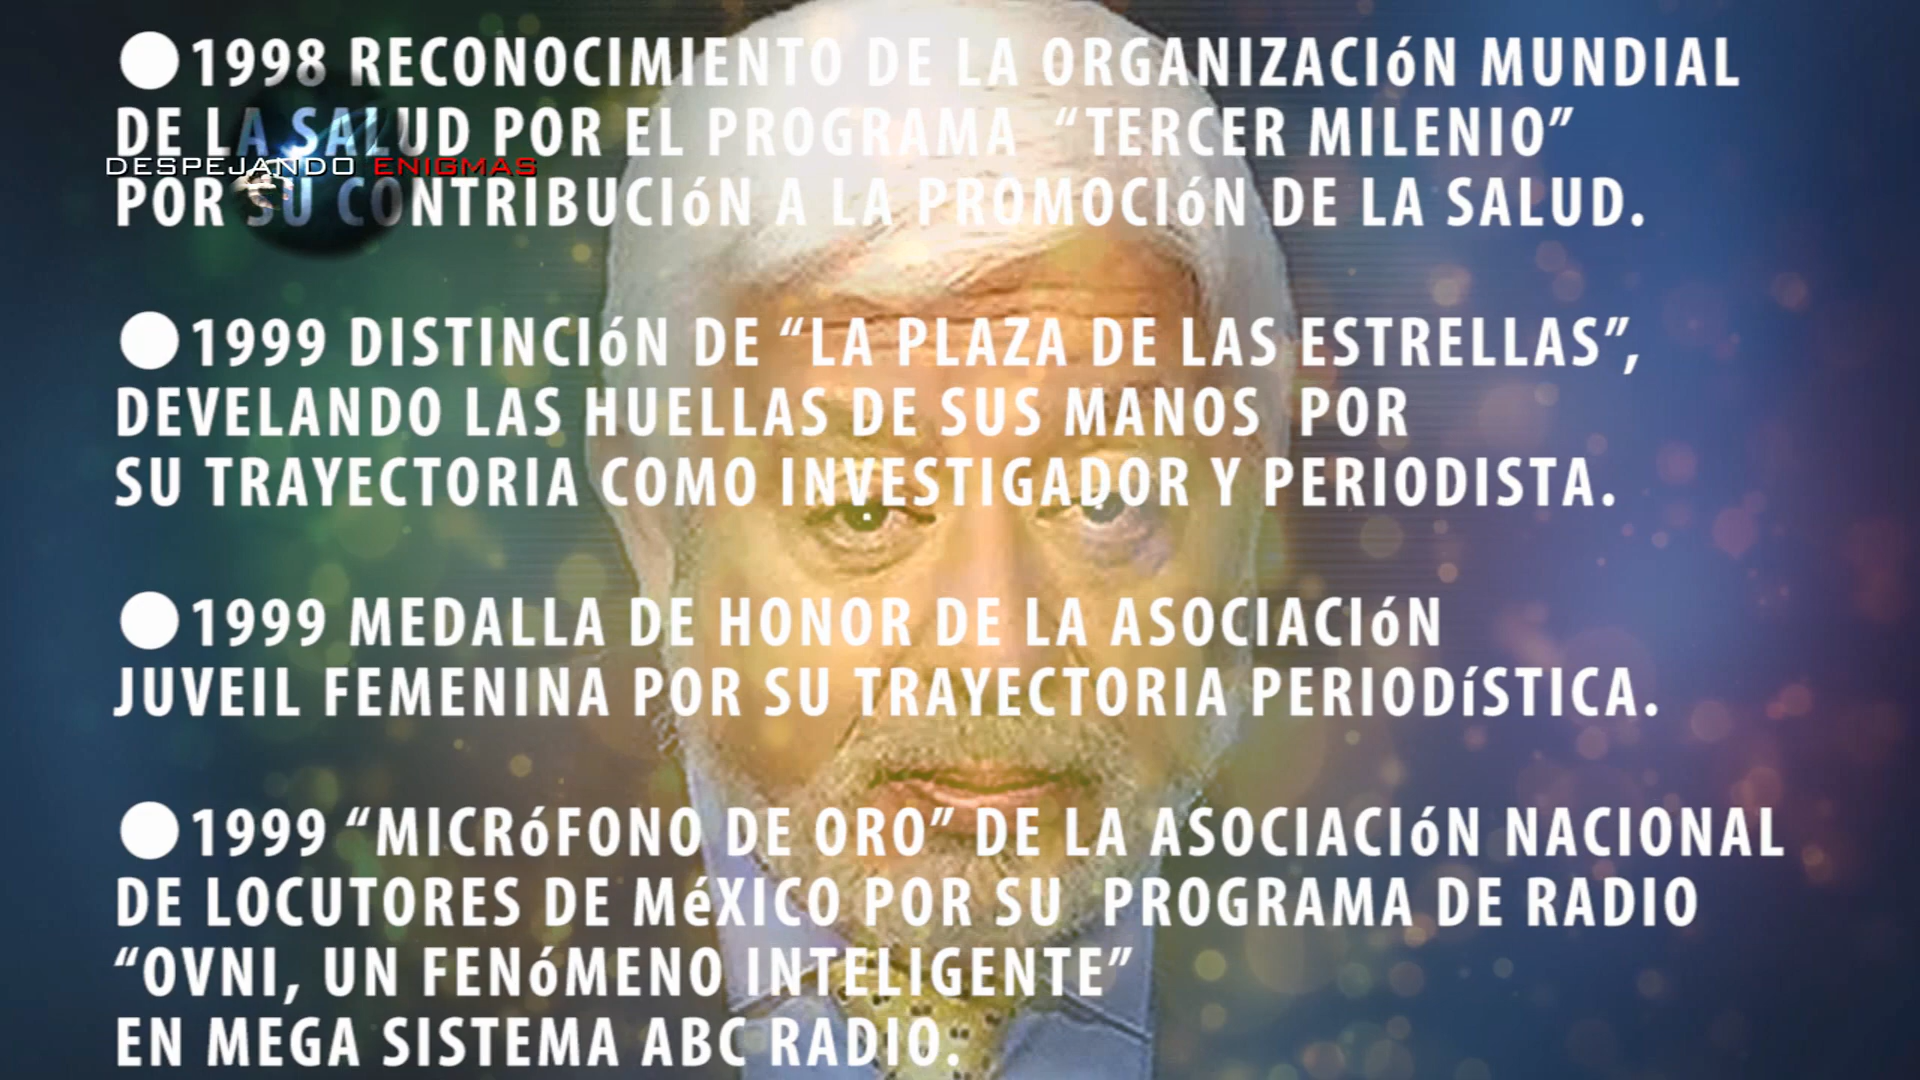 ●1998 RECONOCIMIENTO DE LA ORGANIZACIóN MUNDIAL
DE LA SALUD POR EL PROGRAMA “TERCER MILENIO”
DESPEJANDO ENIGMAS
POR SU CONTRIBUCIóN A LA PROMOCIóN DE LA SALUD.
●1999 DISTINCIóN DE “LA PLAZA DE LAS ESTRELLAS”,
DEVELANDO LAS HUELLAS DE SUS MANOS POR
SU TRAYECTORIA COMO INVESTIGADOR Y PERIODISTA.
●1999 MEDALLA DE HONOR DE LA ASOCIACIóN
JUVEIL FEMENINA POR SU TRAYECTORIA PERIODíSTICA.
●1999 “MICRóFONO DE ORO” DE LA ASOCIACIóN NACIONAL
DE LOCUTORES DE MéXICO POR SU PROGRAMA DE RADIO
“OVNI, UN FENóMENO INTELIGENTE”
EN MEGA SISTEMA ABC RADIO.